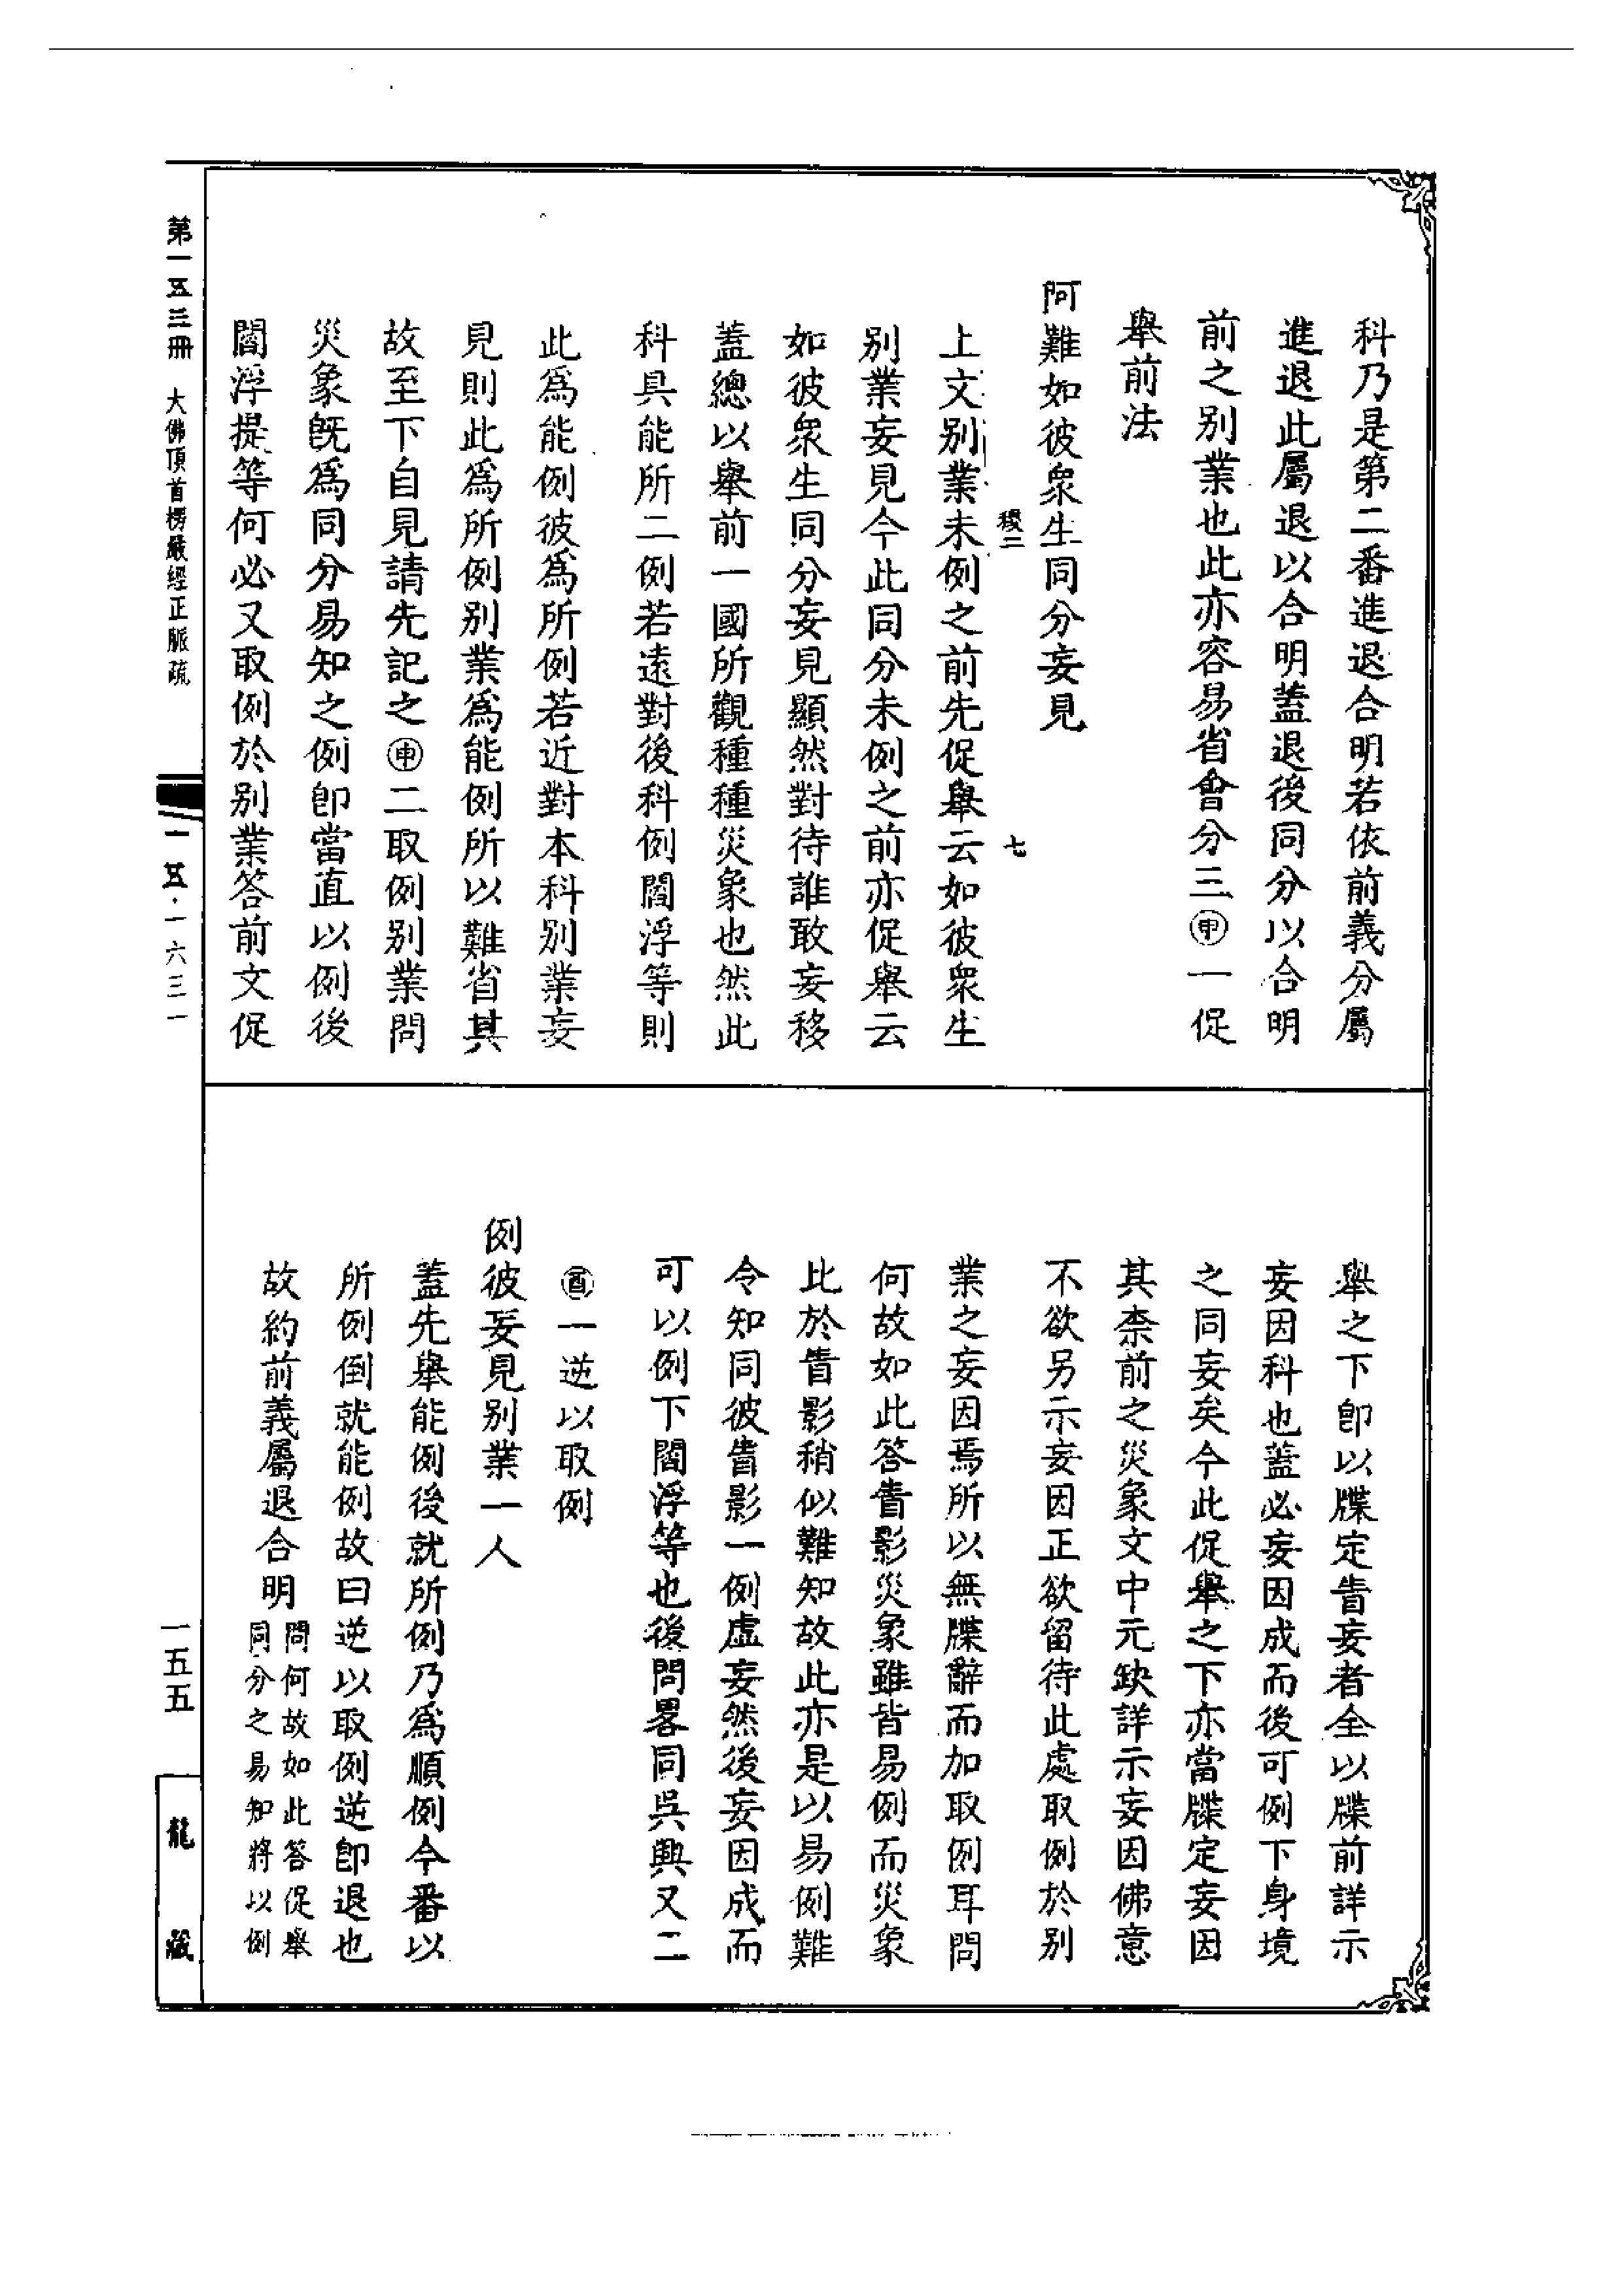 科乃是第二番進退合明若依前義分屬
進退此屬退以合明蓋退後同分以合明
前之別業也此亦容易省會分三㊥一促
舉前法
阿難如彼衆生同分妄見
稷二
七
上文別業未例之前先促舉云如彼衆生
別業妄見今此同分未例之前亦促舉云
如彼衆生同分妄見顯然對待誰敢妄移
蓋總以舉前一國所觀種種災象也然此
科具能所二例若遠對後科例閻浮等則
此爲能例彼爲所例若近對本科別業妄
見則此爲所例別業爲能例所以難省其
故至下自見請先記之申二取例別業問
災象旣爲同分易知之例卽當直以例後
閻浮提等何必又取例於別業答前文促
舉之下卽以牒定眚妄者全以牒前詳示
妄因科也蓋必妄因成而後可例下身境
之同妄矣今此促舉之下亦當牒定妄因
其柰前之災象文中元缺詳示妄因佛意
不欲另示妄因正欲留待此處取例於別
業之妄因焉所以無牒辭而加取例耳問
何故如此答眚影災象雖皆易例而災象
比於眚影稍似難知故此亦是以易例難
令知同彼眚影一例虛妄然後妄因成而
可以例下閻浮等也後問畧同吳興又二
酉一逆以取例
例彼妄見別業一人
蓋先舉能例後就所例乃爲順例今番以
所例倒就能例故曰逆以取例逆卽退也
故約前義屬退合明
問何故如此答促舉
同分之易知將以例
第一五三冊 大佛頂首楞嚴經正脈疏
一五·一六三一
一五五
龍藏